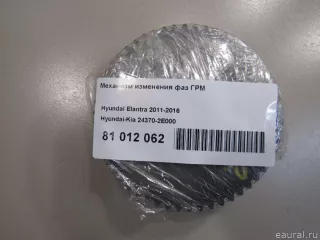 Механизм изменения фаз ГРМ
Hyundai Elantra 2011-2016
Hyundai-Kia 24370-2E000
81 012 062
eaural.ru